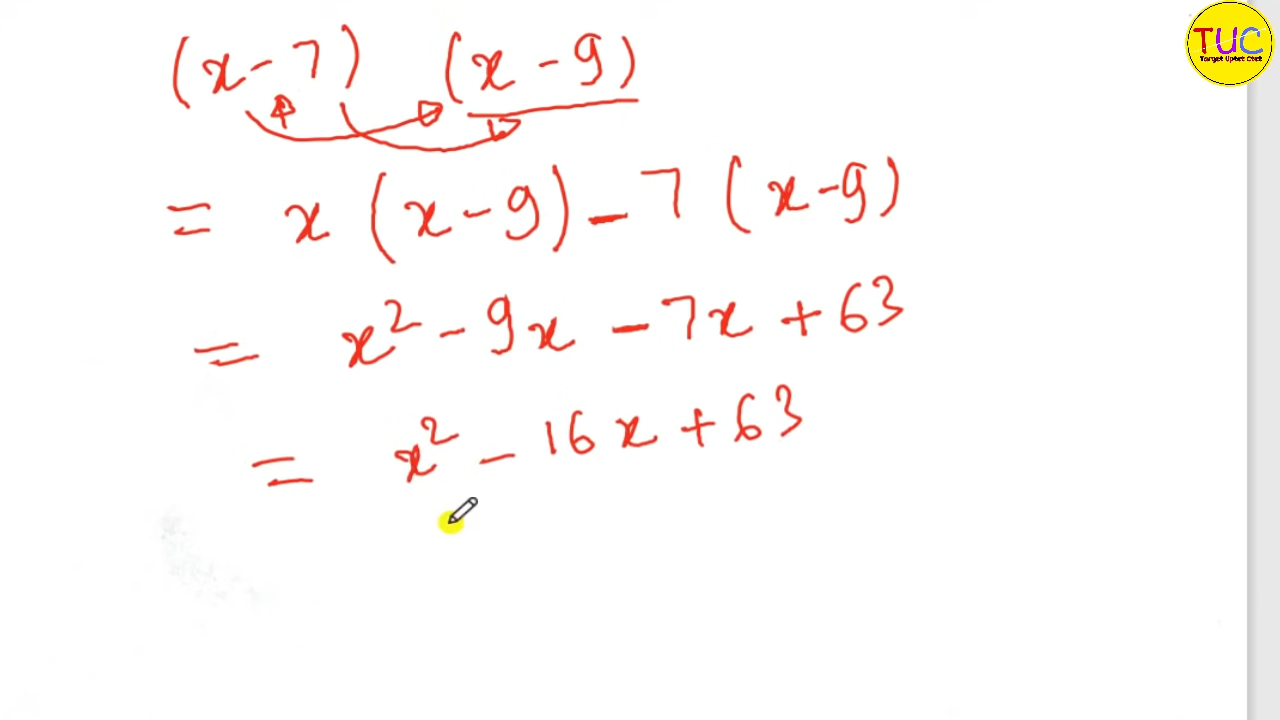 (x - 7) (x - 9)
TUC
= x (x - 9) - 7 (x - 9)
= x² - 9x - 7x + 63
= x² - 16x + 63